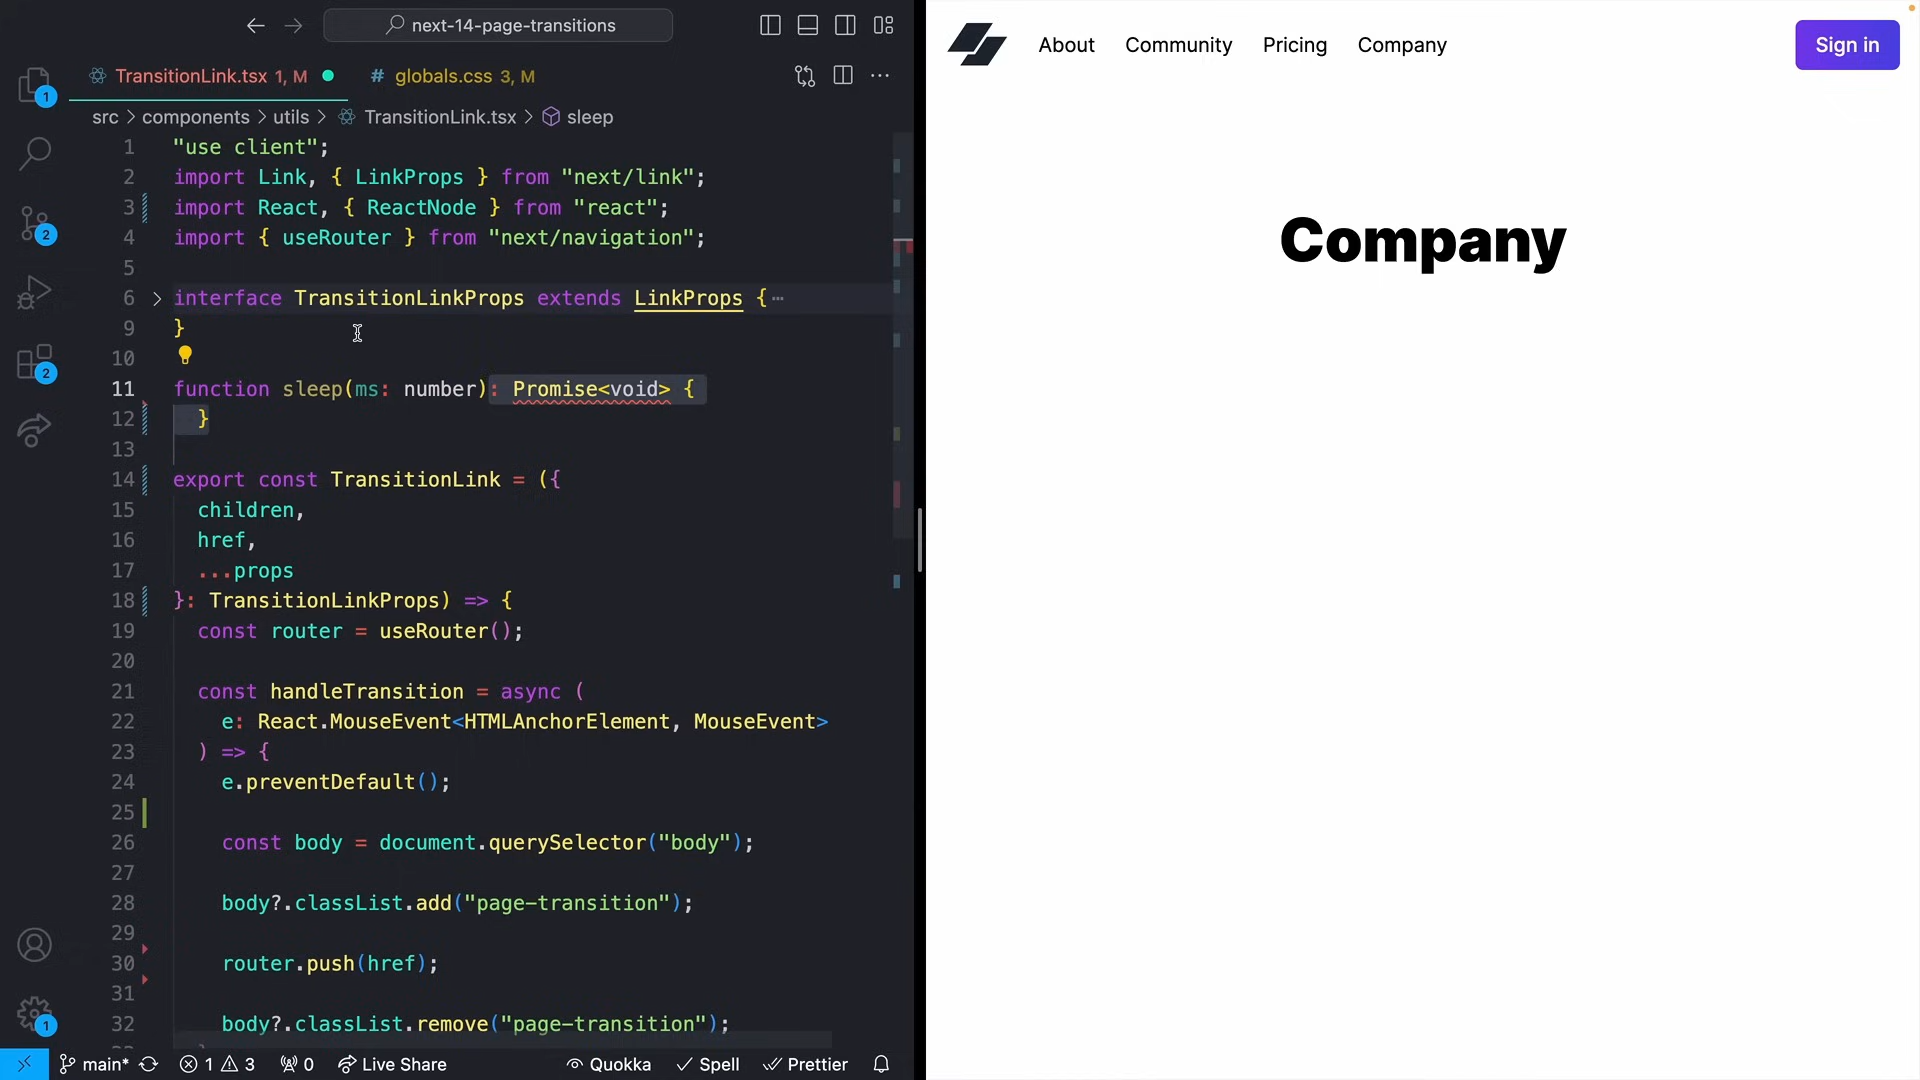 next-14-page-transitions
TransitionLink.tsx 1, M
# globals.css 3, M
src > components > utils > TransitionLink.tsx > sleep
1 "use client";
2 import Link, { LinkProps } from "next/link";
3 import React, { ReactNode } from "react";
4 import { useRouter } from "next/navigation";
5
6 interface TransitionLinkProps extends LinkProps {⋯
9 }
10
11 function sleep(ms: number): Promise<void> {
12 }
13
14 export const TransitionLink = ({
15 children,
16 href,
17 ...props
18 }: TransitionLinkProps) => {
19 const router = useRouter();
20
21 const handleTransition = async (
22 e: React.MouseEvent<HTMLAnchorElement, MouseEvent>
23 ) => {
24 e.preventDefault();
25
26 const body = document.querySelector("body");
27
28 body?.classList.add("page-transition");
29
30 router.push(href);
31
32 body?.classList.remove("page-transition");
1
2
2
1
main* 1 3 0 Live Share Quokka Spell Prettier
About Community Pricing Company Sign in
Company